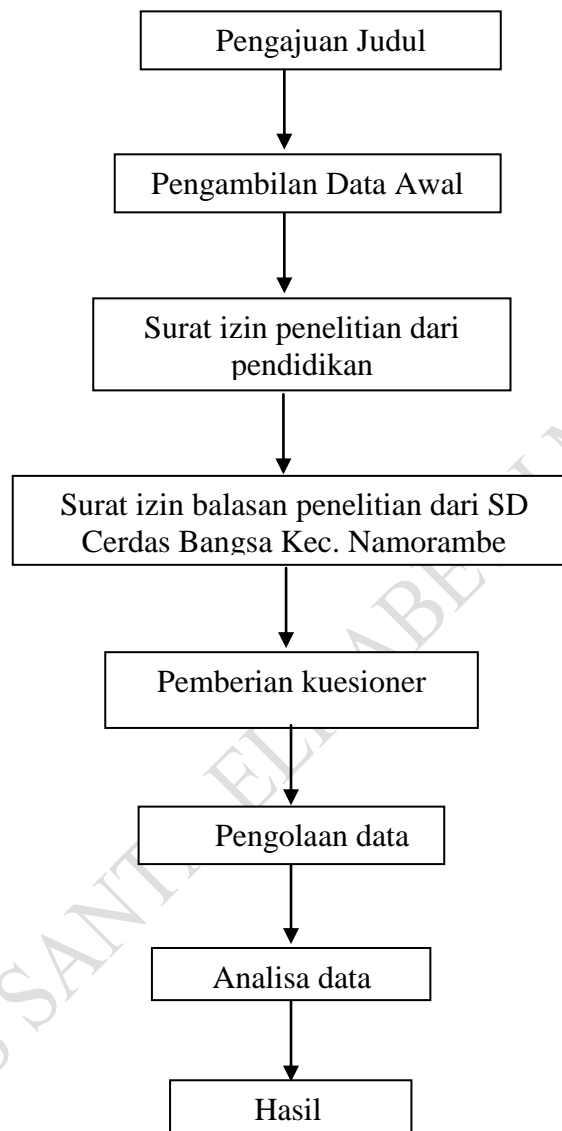 Pengajuan Judul
Pengambilan Data Awal
Surat izin penelitian dari
pendidikan
Surat izin balasan penelitian dari SD
Cerdas Bangsa Kec. Namorambe
Pemberian kuesioner
Pengolaan data
Analisa data
Hasil